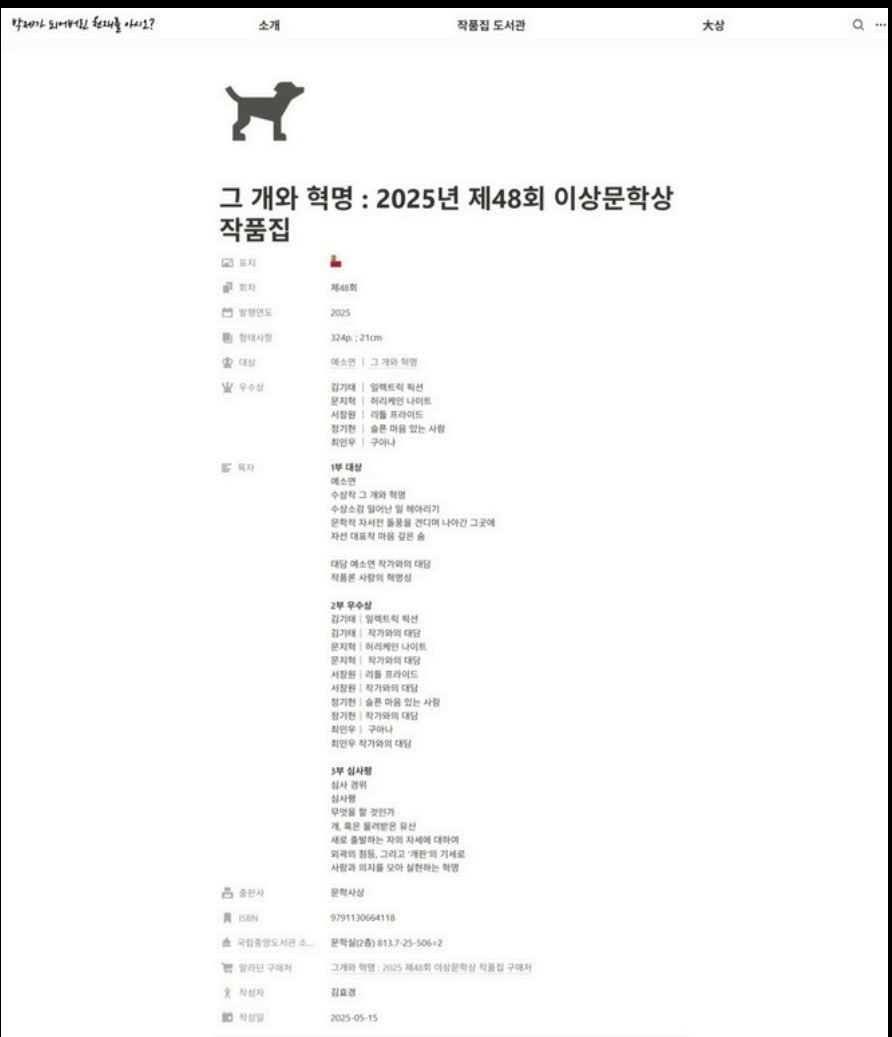 박제가 되어버린 천재를 아시오?
소개
작품집 도서관
大상
그 개와 혁명 : 2025년 제48회 이상문학상
작품집
표지
회차 제48회
발행연도 2025
형태사항 324p. ; 21cm
대상 예소연 | 그 개와 혁명
우수상 김기태 | 일렉트릭 픽션
문지혁 | 허리케인 나이트
서장원 | 리틀 프라이드
정기현 | 슬픈 마음 있는 사람
최민우 | 구아나
목차 1부 대상
예소연
수상작 그 개와 혁명
수상소감 일어난 일 헤아리기
문학적 자서전 돌풍을 견디며 나아간 그곳에
자선 대표작 마음 깊은 숨
대담 예소연 작가와의 대담
작품론 사랑의 혁명성
2부 우수상
김기태 | 일렉트릭 픽션
김기태 | 작가와의 대담
문지혁 | 허리케인 나이트
문지혁 | 작가와의 대담
서장원 | 리틀 프라이드
서장원 | 작가와의 대담
정기현 | 슬픈 마음 있는 사람
정기현 | 작가와의 대담
최민우 | 구아나
최민우 작가와의 대담
3부 심사평
심사 경위
심사평
무엇을 할 것인가
개, 혹은 물려받은 유산
새로 출발하는 자의 자세에 대하여
외곽의 점등, 그리고 '개판'의 기세로
사랑과 의지를 모아 실현하는 혁명
출판사 문학사상
ISBN 9791130664118
국립중앙도서관 소... 문학실(2층) 813.7-25-506=2
알라딘 구매처 그개와 혁명 : 2025 제48회 이상문학상 작품집 구매처
작성자 김효경
작성일 2025-05-15